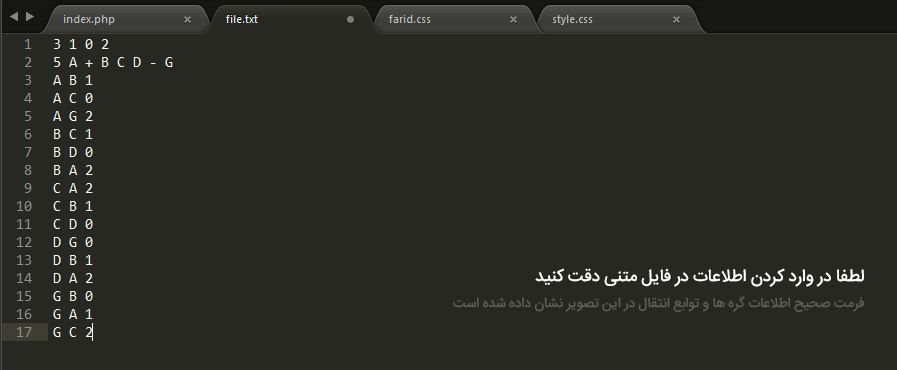 index.php file.txt farid.css style.css
1 3 1 0 2
2 5 A + B C D - G
3 A B 1
4 A C 0
5 A G 2
6 B C 1
7 B D 0
8 B A 2
9 C A 2
10 C B 1
11 C D 0
12 D G 0
13 D B 1
14 D A 2
15 G B 0
16 G A 1
17 G C 2
لطفا در وارد کردن اطلاعات در فایل متنی دقت کنید
فرمت صحیح اطلاعات گره ها و توابع انتقال در این تصویر نشان داده شده است